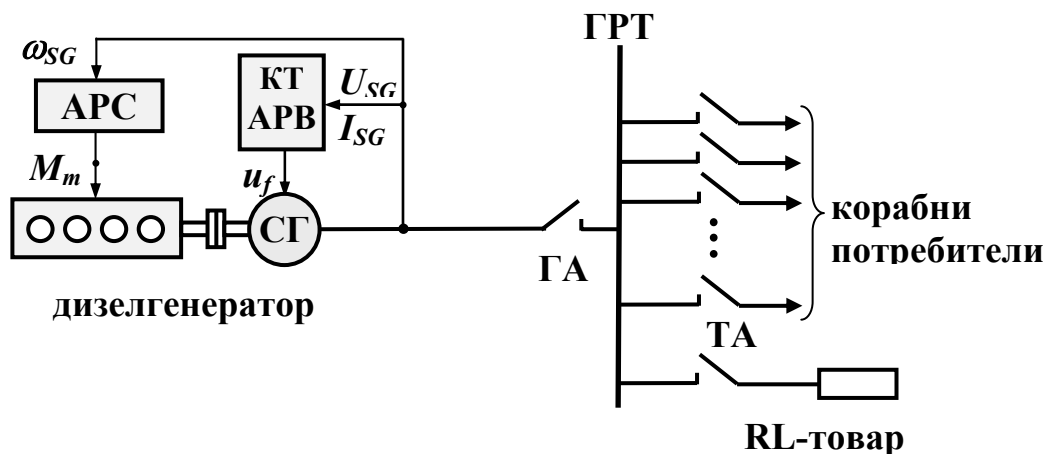 ГРТ
ω_SG
КТ
АРВ
U_SG
I_SG
АРС
M_m
u_f
СГ
ГА
корабни
потребители
дизелгенератор
ТА
RL-товар